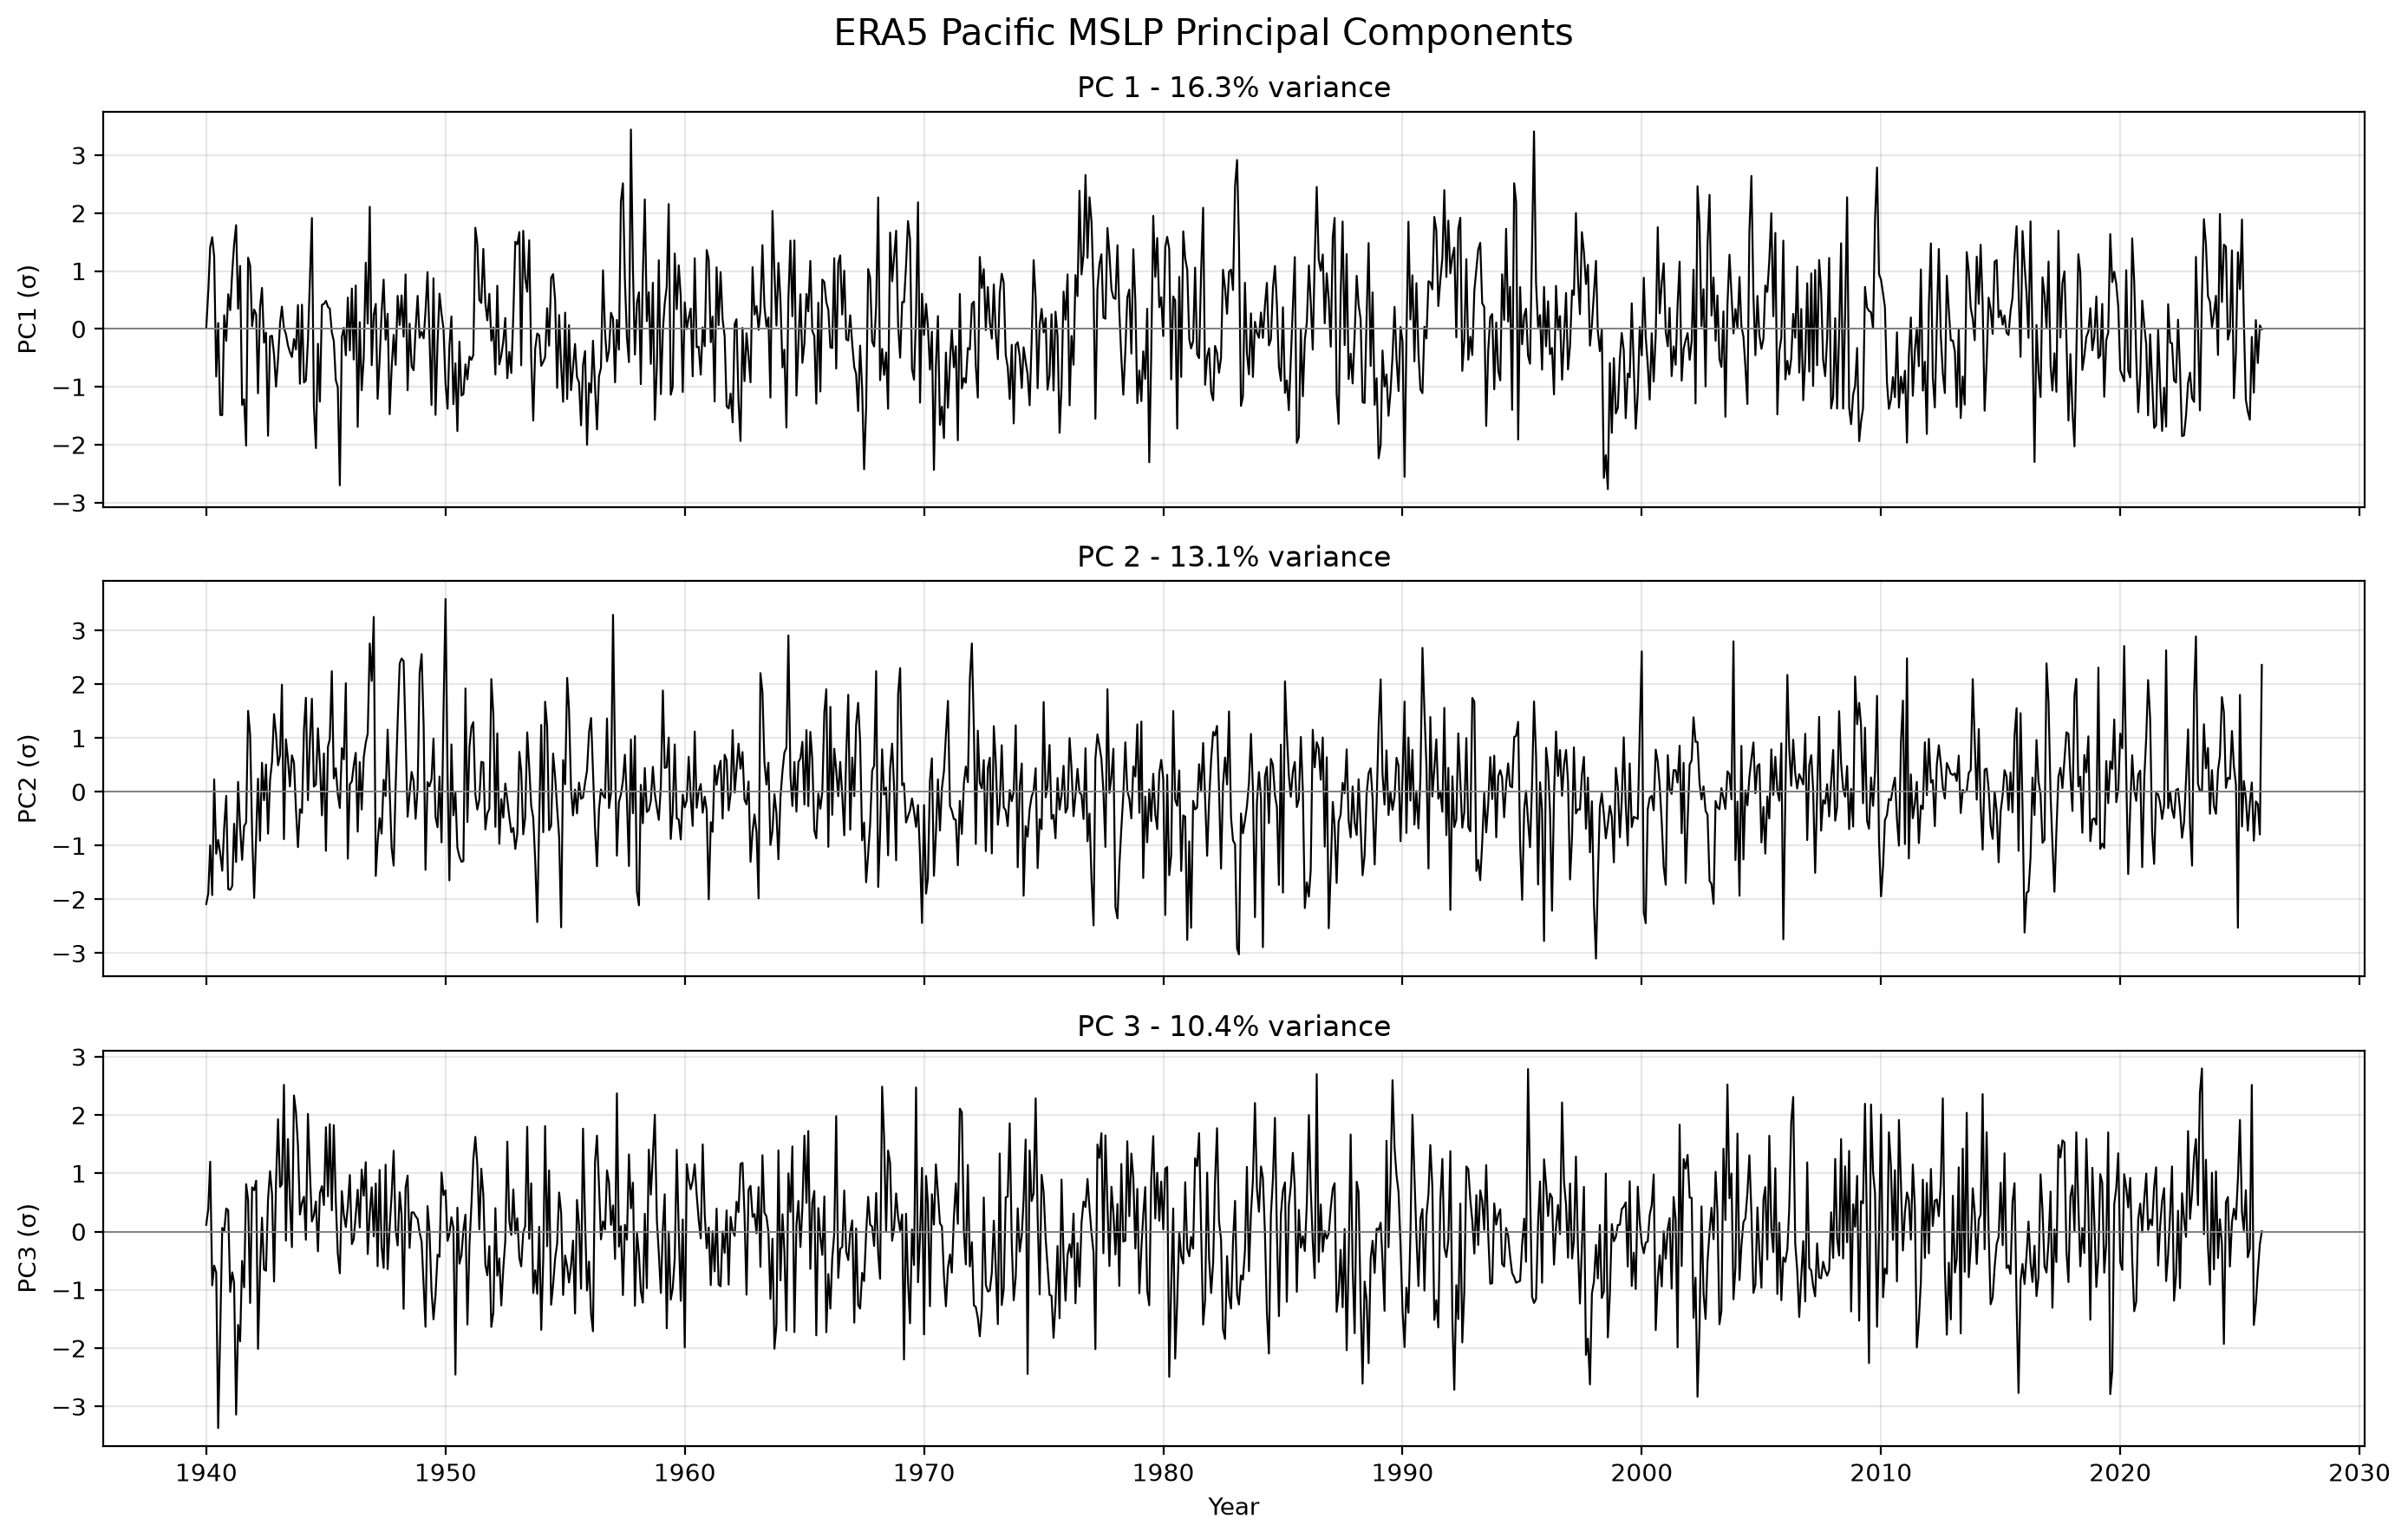 ERA5 Pacific MSLP Principal Components
PC 1 - 16.3% variance
PC1 (σ)
3
2
1
0
−1
−2
−3
PC 2 - 13.1% variance
PC2 (σ)
3
2
1
0
−1
−2
−3
PC 3 - 10.4% variance
PC3 (σ)
3
2
1
0
−1
−2
−3
1940 1950 1960 1970 1980 1990 2000 2010 2020 2030
Year